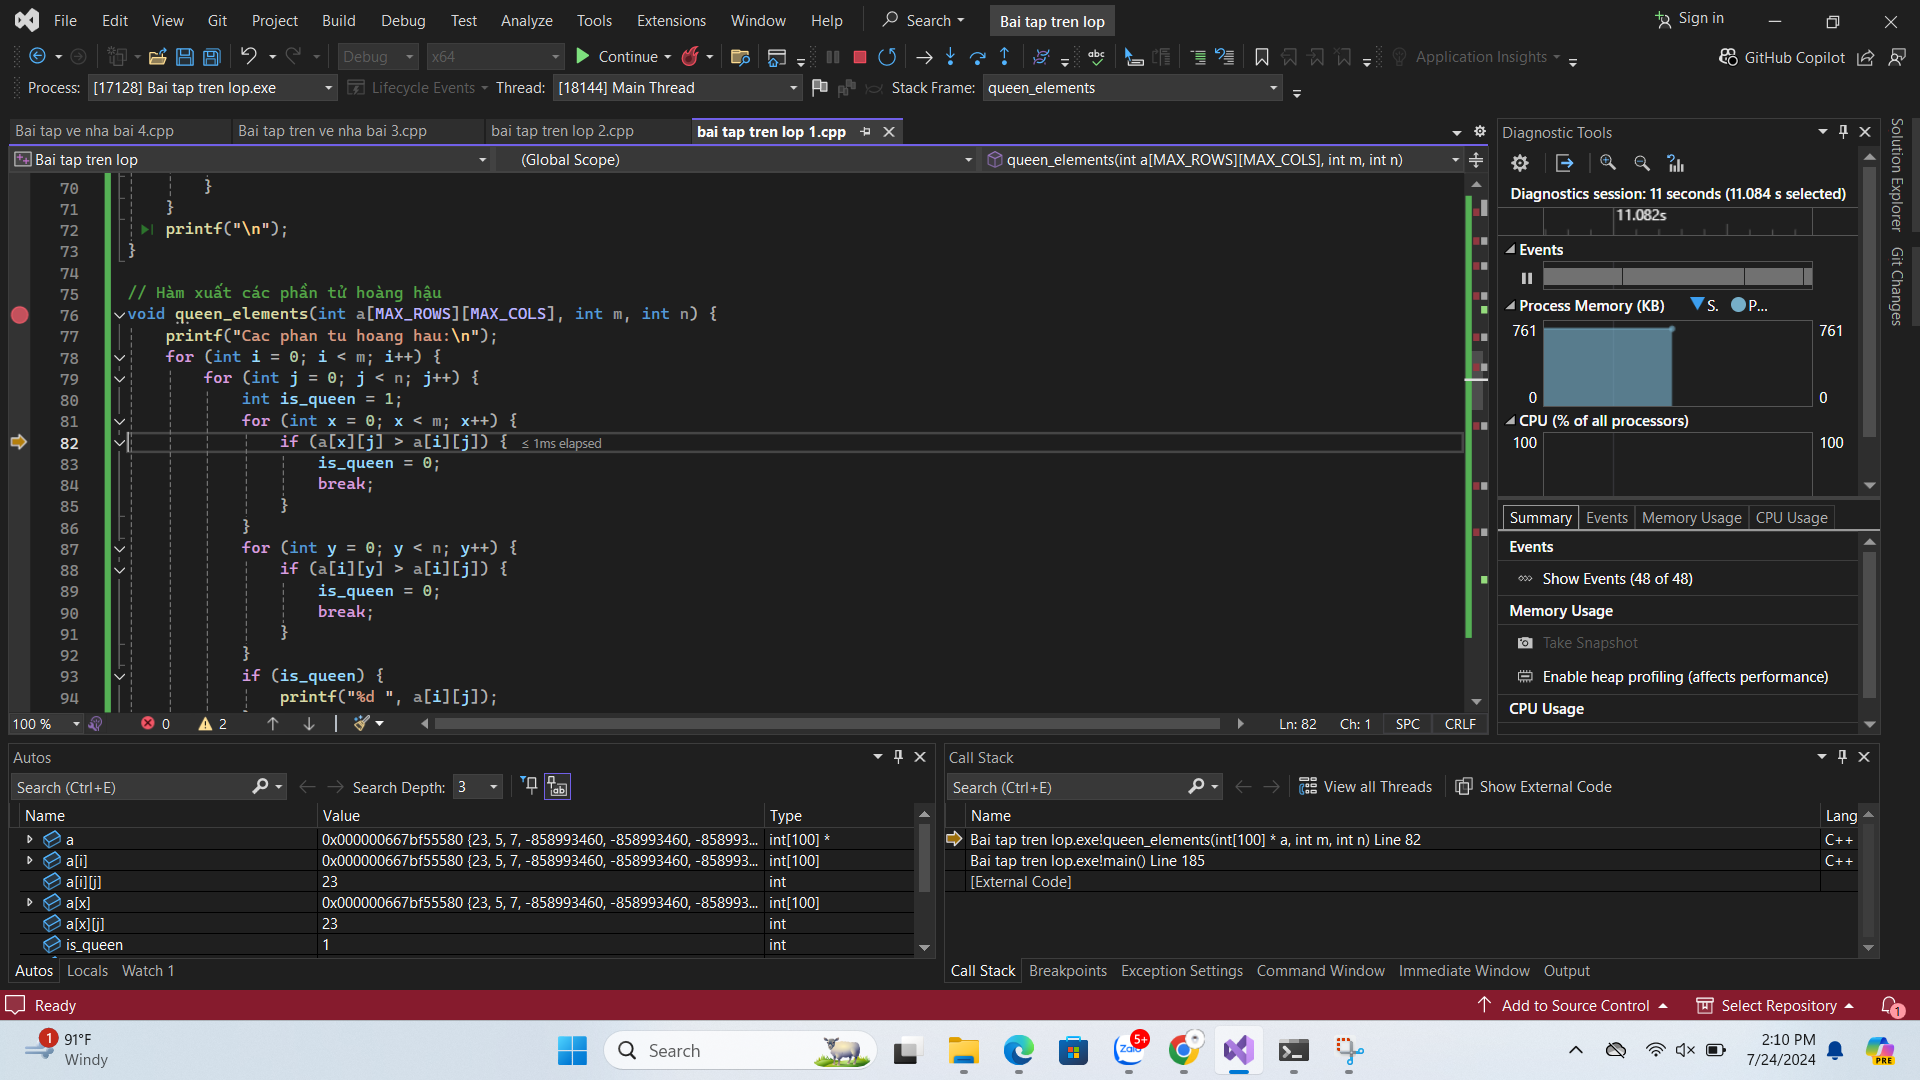 File Edit View Git Project Build Debug Test Analyze Tools Extensions Window Help Search Bai tap tren lop Sign in
Debug x64 Continue Application Insights GitHub Copilot
Process: [17128] Bai tap tren lop.exe Lifecycle Events Thread: [18144] Main Thread Stack Frame: queen_elements
Bai tap ve nha bai 4.cpp Bai tap tren ve nha bai 3.cpp bai tap tren lop 2.cpp bai tap tren lop 1.cpp
Bai tap tren lop (Global Scope) queen_elements(int a[MAX_ROWS][MAX_COLS], int m, int n)
70 }
71 }
72 printf("\n");
73 }
74
75 // Hàm xuất các phần tử hoàng hậu
76 void queen_elements(int a[MAX_ROWS][MAX_COLS], int m, int n) {
77 printf("Cac phan tu hoang hau:\n");
78 for (int i = 0; i < m; i++) {
79 for (int j = 0; j < n; j++) {
80 int is_queen = 1;
81 for (int x = 0; x < m; x++) {
82 if (a[x][j] > a[i][j]) { ≤ 1ms elapsed
83 is_queen = 0;
84 break;
85 }
86 }
87 for (int y = 0; y < n; y++) {
88 if (a[i][y] > a[i][j]) {
89 is_queen = 0;
90 break;
91 }
92 }
93 if (is_queen) {
94 printf("%d ", a[i][j]);
100 % 0 2 Ln: 82 Ch: 1 SPC CRLF
Diagnostic Tools
Diagnostics session: 11 seconds (11.084 s selected)
11.082s
Events
Process Memory (KB) S. P...
761 761
0 0
CPU (% of all processors)
100 100
Summary Events Memory Usage CPU Usage
Events
Show Events (48 of 48)
Memory Usage
Take Snapshot
Enable heap profiling (affects performance)
CPU Usage
Solution Explorer
Git Changes
Autos
Search (Ctrl+E) Search Depth: 3
Name Value Type
a 0x000000667bf55580 {23, 5, 7, -858993460, -858993460, -858993... int[100] *
a[i] 0x000000667bf55580 {23, 5, 7, -858993460, -858993460, -858993... int[100]
a[i][j] 23 int
a[x] 0x000000667bf55580 {23, 5, 7, -858993460, -858993460, -858993... int[100]
a[x][j] 23 int
is_queen 1 int
Autos Locals Watch 1
Call Stack
Search (Ctrl+E) View all Threads Show External Code
Name Lang
Bai tap tren lop.exe!queen_elements(int[100] * a, int m, int n) Line 82 C++
Bai tap tren lop.exe!main() Line 185 C++
[External Code]
Call Stack Breakpoints Exception Settings Command Window Immediate Window Output
Ready Add to Source Control Select Repository 1
1 91°F
Windy
Search
5+
Zalo
2:10 PM
7/24/2024
PRE